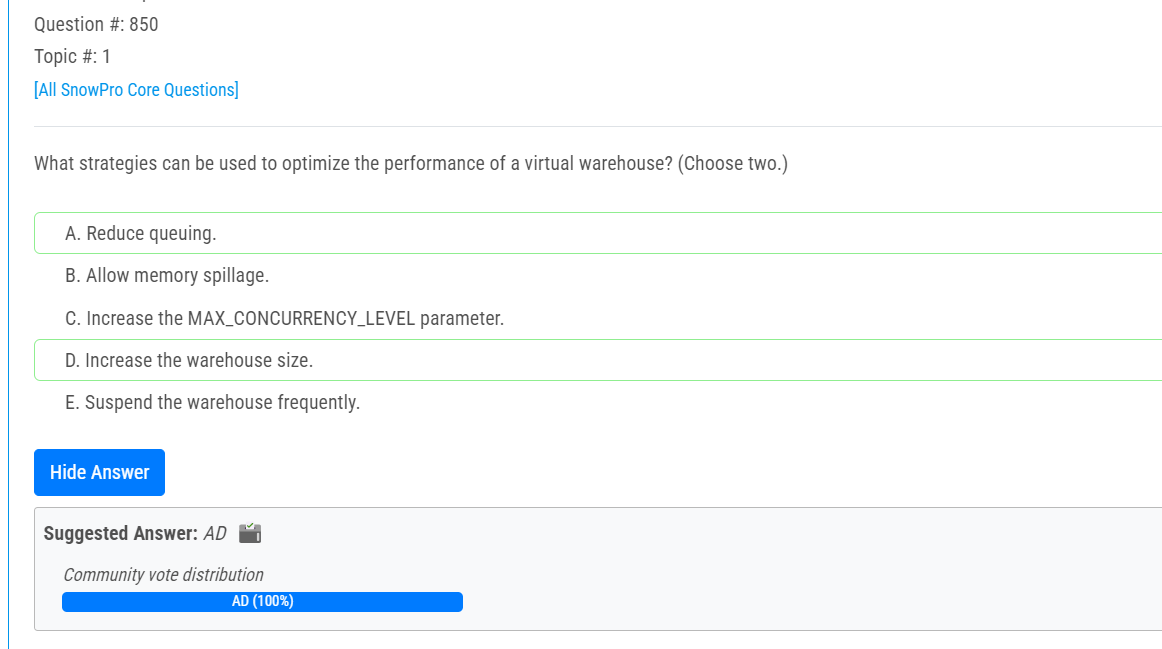 Question #: 850
Topic #: 1
[All SnowPro Core Questions]
What strategies can be used to optimize the performance of a virtual warehouse? (Choose two.)
A. Reduce queuing.
B. Allow memory spillage.
C. Increase the MAX_CONCURRENCY_LEVEL parameter.
D. Increase the warehouse size.
E. Suspend the warehouse frequently.
Hide Answer
Suggested Answer: AD
Community vote distribution
AD (100%)